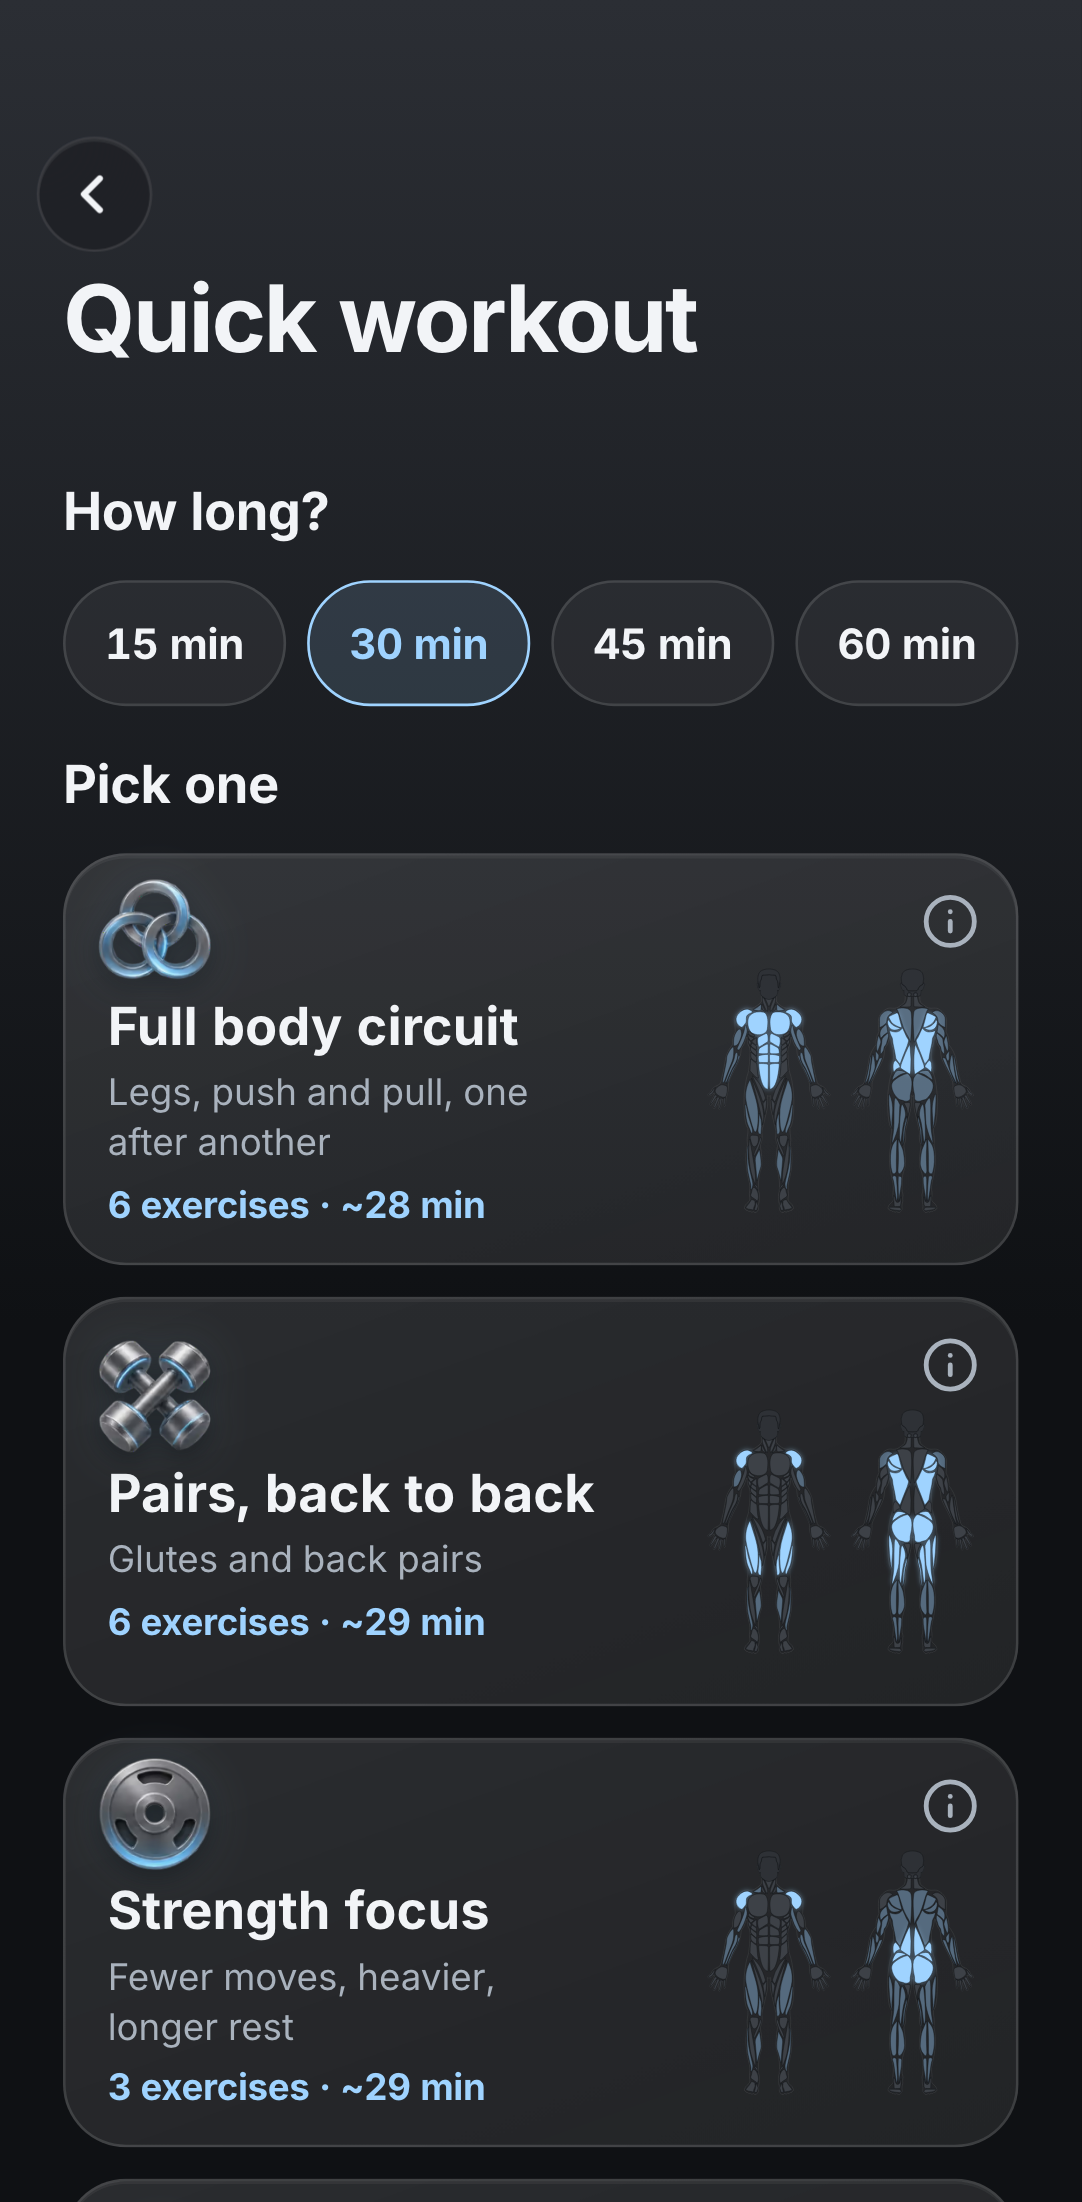 Quick workout
How long?
15 min 30 min 45 min 60 min
Pick one
Full body circuit
Legs, push and pull, one
after another
6 exercises · ~28 min
Pairs, back to back
Glutes and back pairs
6 exercises · ~29 min
Strength focus
Fewer moves, heavier,
longer rest
3 exercises · ~29 min